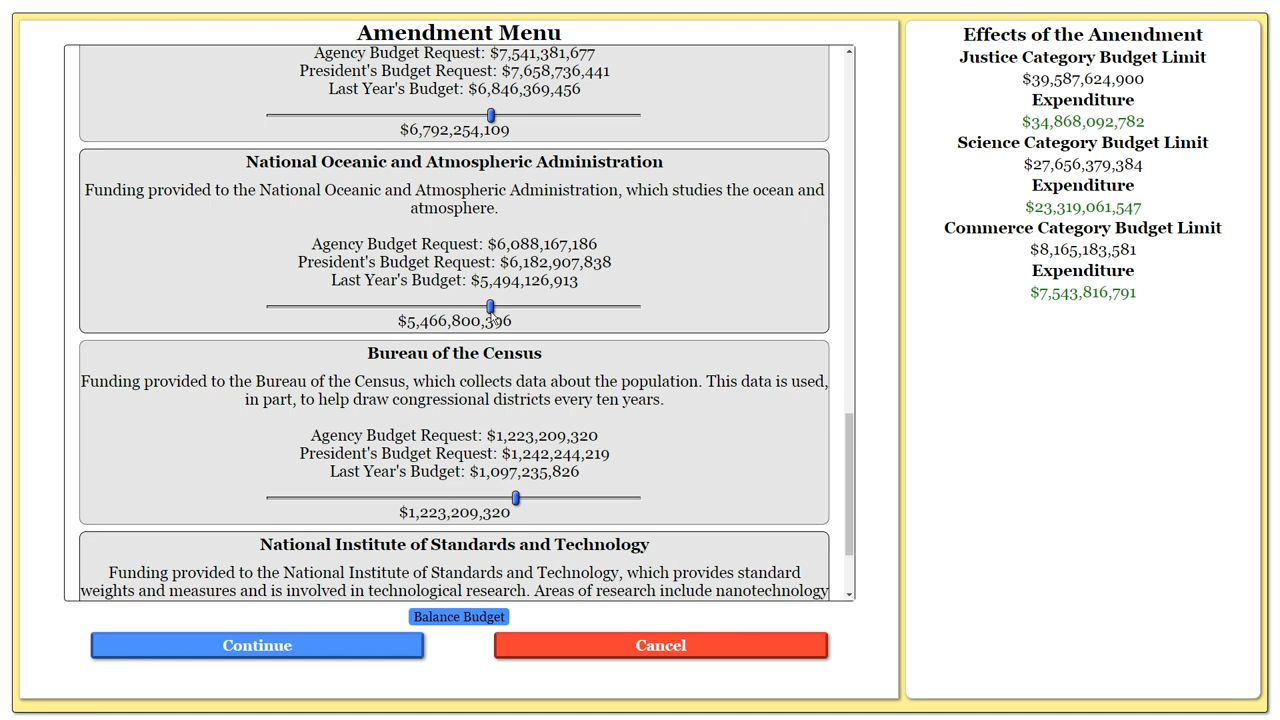 Amendment Menu
Agency Budget Request: $7,541,381,677
President's Budget Request: $7,658,736,441
Last Year's Budget: $6,846,369,456
$6,792,254,109
National Oceanic and Atmospheric Administration
Funding provided to the National Oceanic and Atmospheric Administration, which studies the ocean and
atmosphere.
Agency Budget Request: $6,088,167,186
President's Budget Request: $6,182,907,838
Last Year's Budget: $5,494,126,913
$5,466,800,396
Bureau of the Census
Funding provided to the Bureau of the Census, which collects data about the population. This data is used,
in part, to help draw congressional districts every ten years.
Agency Budget Request: $1,223,209,320
President's Budget Request: $1,242,244,219
Last Year's Budget: $1,097,235,826
$1,223,209,320
National Institute of Standards and Technology
Funding provided to the National Institute of Standards and Technology, which provides standard
weights and measures and is involved in technological research. Areas of research include nanotechnology
Balance Budget
Continue
Cancel
Effects of the Amendment
Justice Category Budget Limit
$39,587,624,900
Expenditure
$34,868,092,782
Science Category Budget Limit
$27,656,379,384
Expenditure
$23,319,061,547
Commerce Category Budget Limit
$8,165,183,581
Expenditure
$7,543,816,791